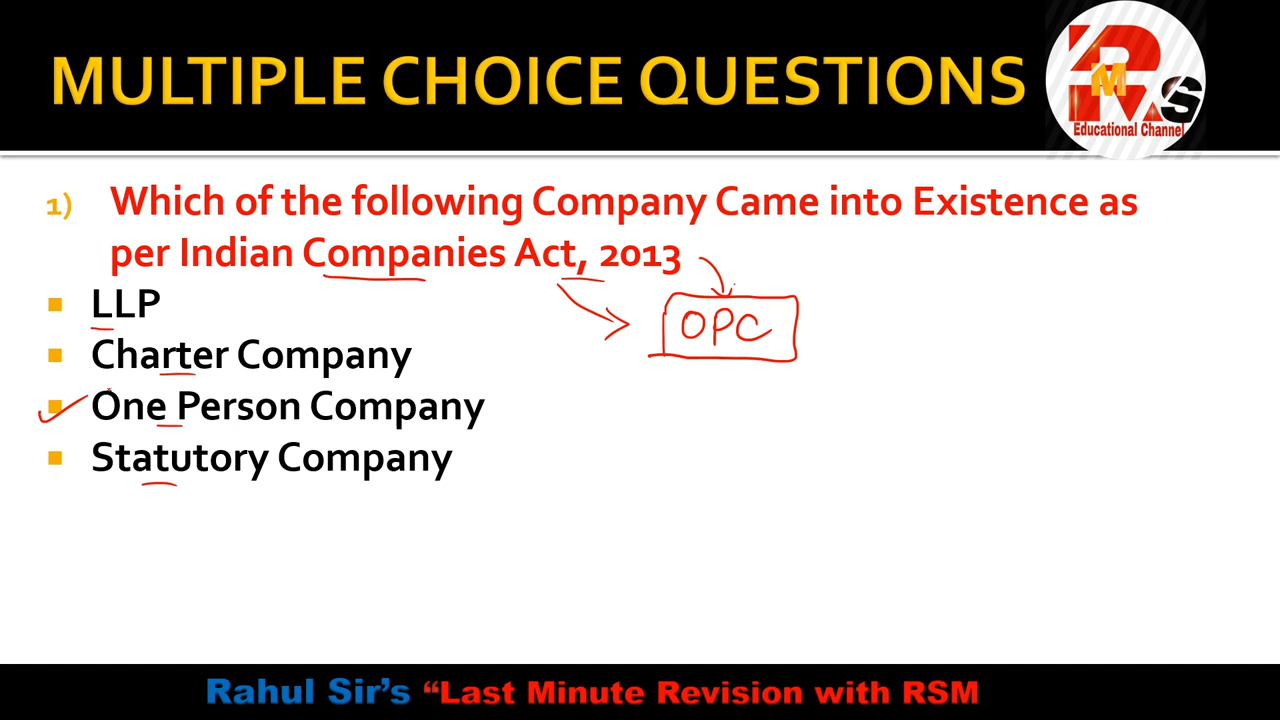 MULTIPLE CHOICE QUESTIONS
RMS
Educational Channel
1) Which of the following Company Came into Existence as
per Indian Companies Act, 2013
LLP
OPC
Charter Company
One Person Company
Statutory Company
Rahul Sir's “Last Minute Revision with RSM